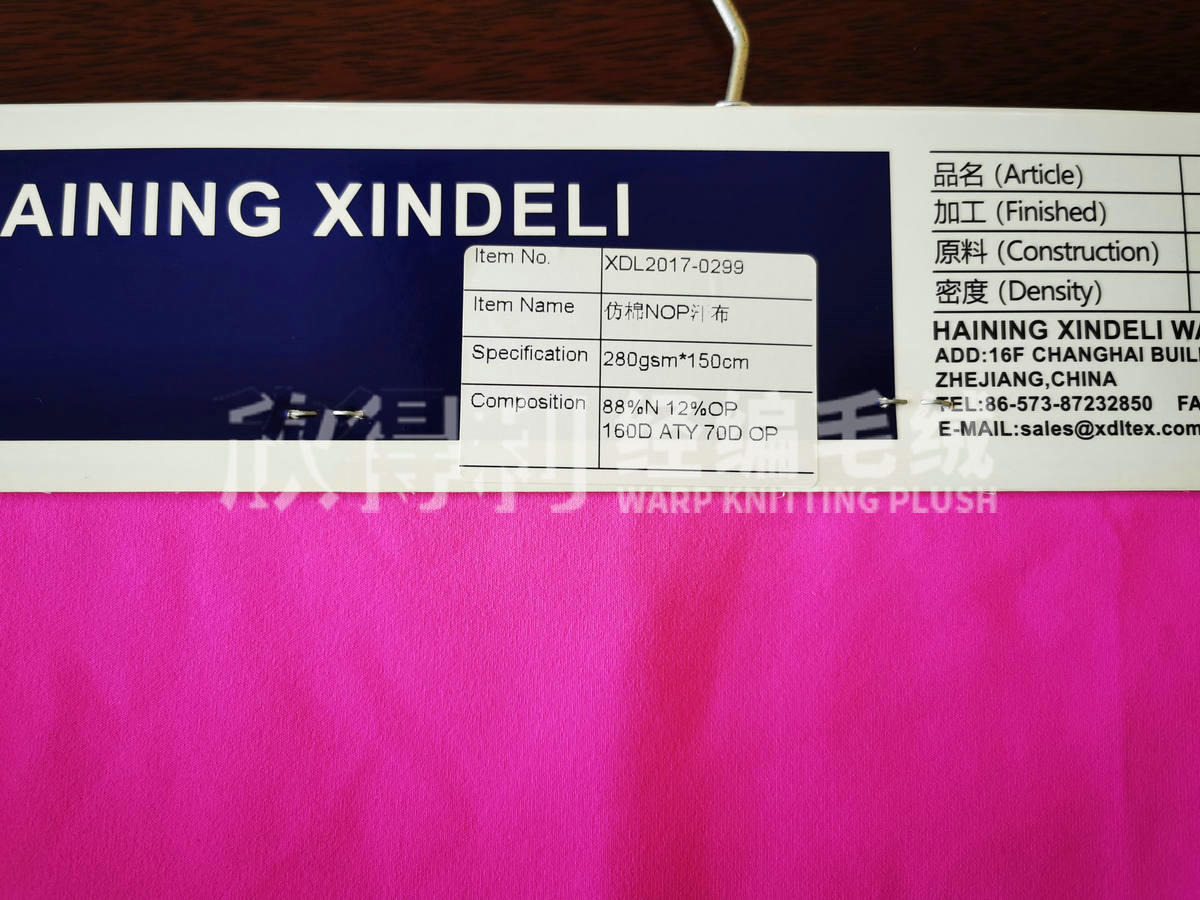 AINING XINDELI
Item No. XDL2017-0299
Item Name 仿棉NOP 布
Specification 280gsm*150cm
Composition 88%N 12%OP
160D ATY 70D OP
品名 (Article)
加工 (Finished)
原料 (Construction)
密度 (Density)
HAINING XINDELI WA
ADD:16F CHANGHAI BUIL
ZHEJIANG,CHINA
TEL:86-573-87232850 FA
E-MAIL:sales@xdltex.com
欣得利 经编毛绒
WARP KNITTING PLUSH